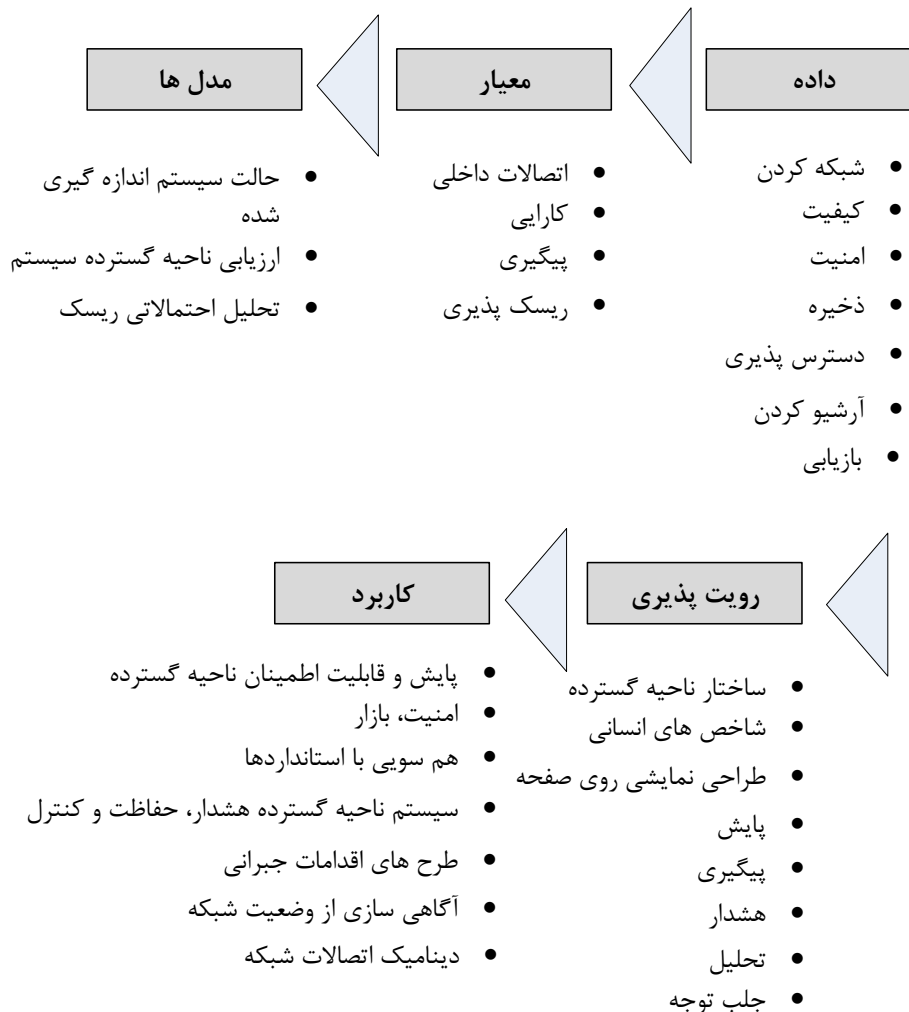 داده
شبکه کردن
کیفیت
امنیت
ذخیره
دسترس پذیری
آرشیو کردن
بازیابی
معیار
اتصالات داخلی
کارایی
پیگیری
ریسک پذیری
مدل ها
حالت سیستم اندازه گیری
شده
ارزیابی ناحیه گسترده سیستم
تحلیل احتمالاتی ریسک
رویت پذیری
ساختار ناحیه گسترده
شاخص های انسانی
طراحی نمایشی روی صفحه
پایش
پیگیری
هشدار
تحلیل
جلب توجه
کاربرد
پایش و قابلیت اطمینان ناحیه گسترده
امنیت، بازار
هم سویی با استانداردها
سیستم ناحیه گسترده هشدار، حفاظت و کنترل
طرح های اقدامات جبرانی
آگاهی سازی از وضعیت شبکه
دینامیک اتصالات شبکه